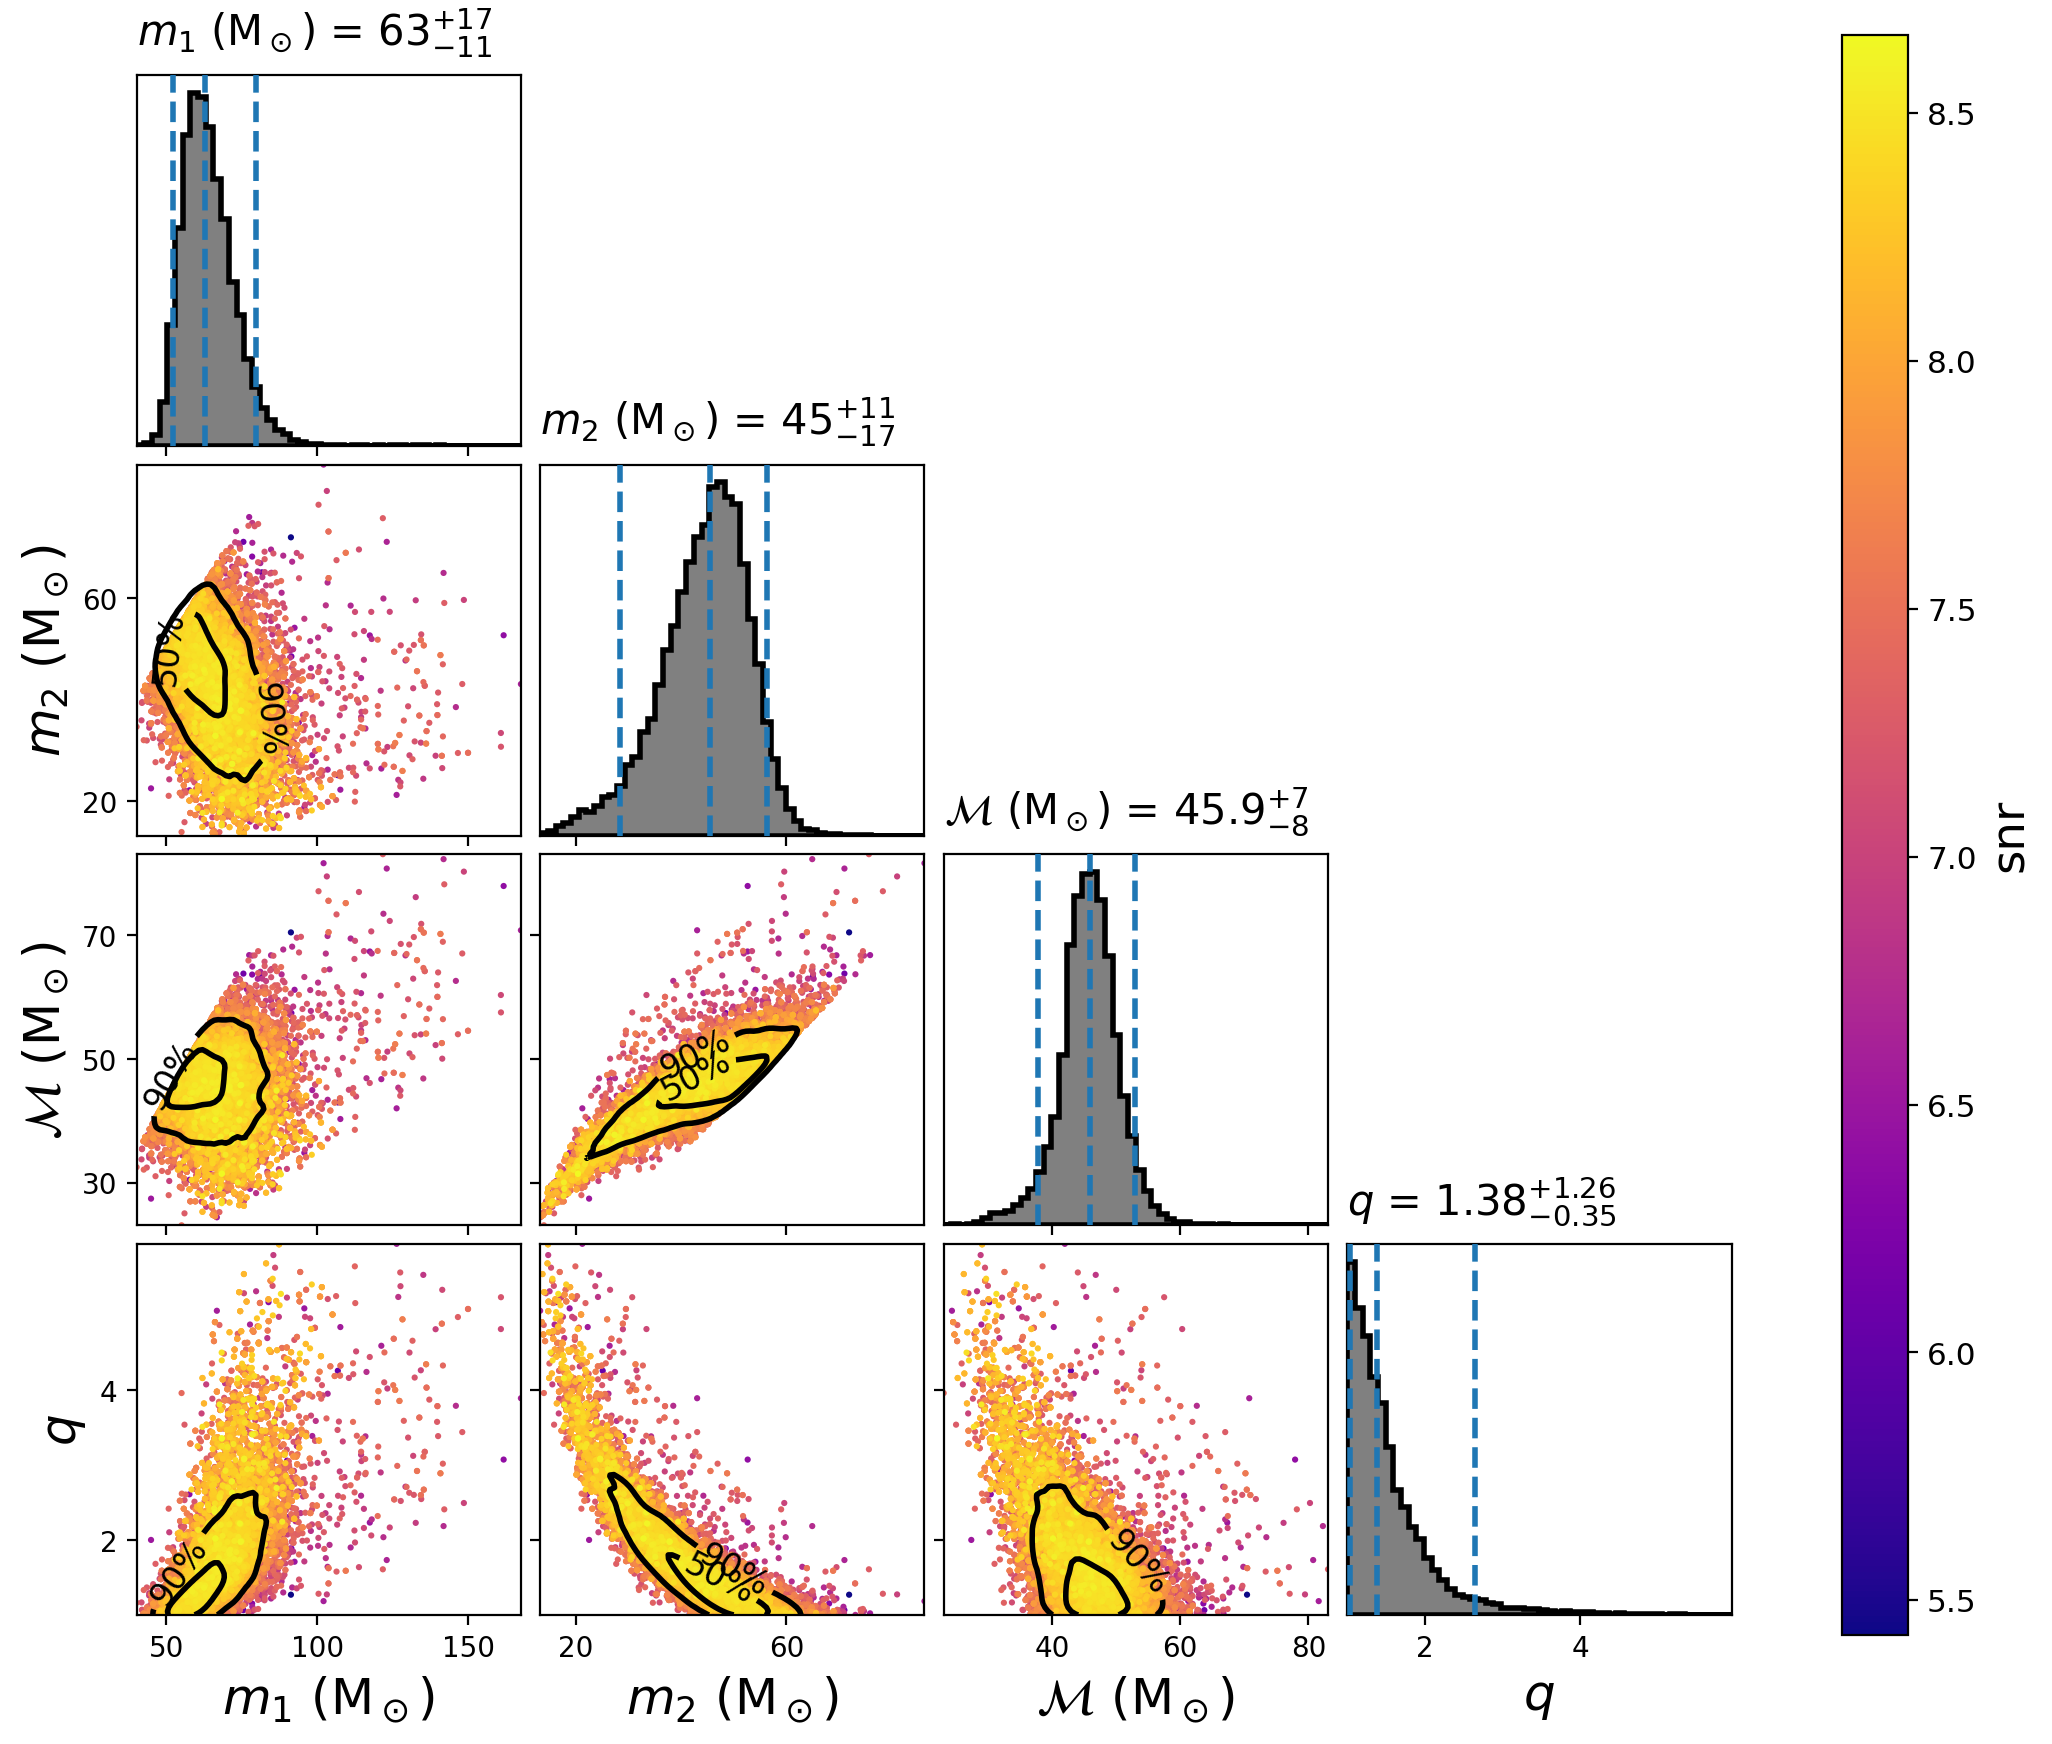 m₁ (M⊙) = 63⁺¹⁷₋₁₁
8.5
8.0
7.5
7.0
6.5
6.0
5.5
snr
m₂ (M⊙) = 45⁺¹¹₋₁₇
m₂ (M⊙)
60
20
50%
90%
ℳ (M⊙) = 45.9⁺⁷₋₈
ℳ (M⊙)
70
50
30
90%
90%
50%
q = 1.38⁺¹·²⁶₋₀.₃₅
q
4
2
90%
90%
50%
90%
50 100 150
20 60
40 60 80
2 4
m₁ (M⊙)
m₂ (M⊙)
ℳ (M⊙)
q